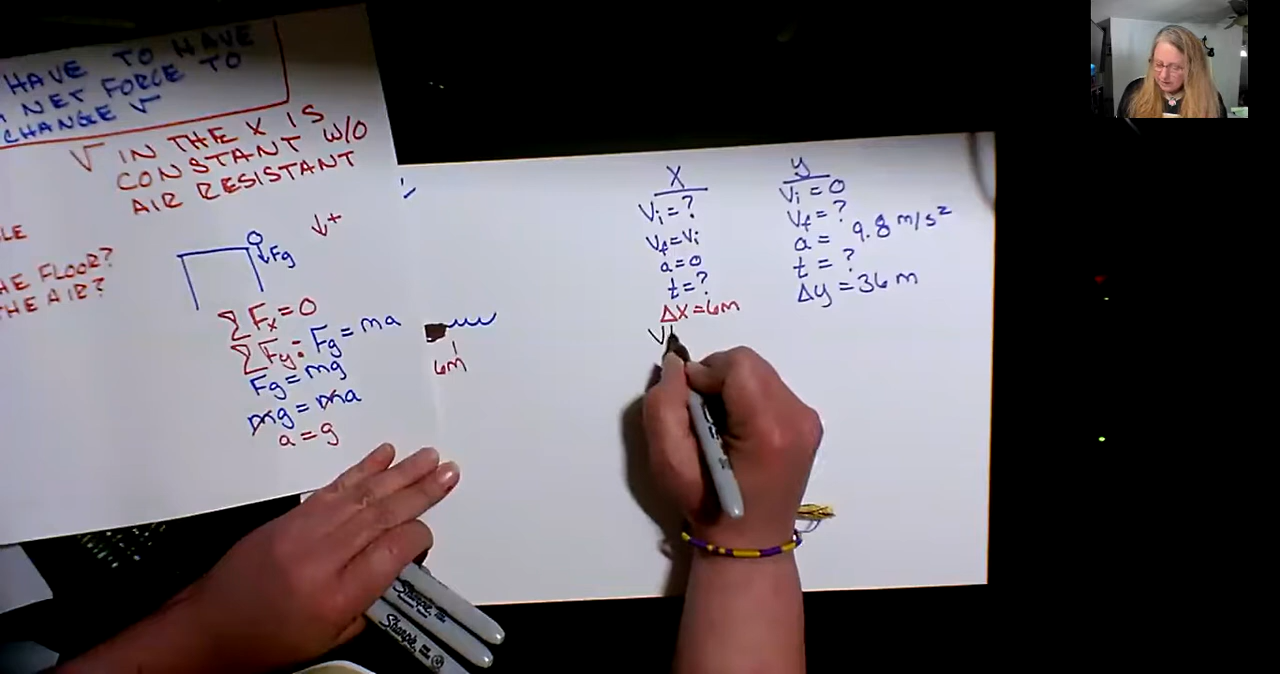 HAVE TO HAVE
NET FORCE TO
CHANGE V
V IN THE X IS
CONSTANT W/O
AIR RESISTANT
LE
HE FLOOR?
THE AIR?
↓+
Fg
ΣFx = 0
ΣFy: Fg = ma
Fg = mg
mg = ma
a = g
6m
X
Vi = ?
Vf = Vi
a = 0
t = ?
Δx = 6m
V
y
Vi = 0
Vf = ?
a = 9.8 m/s²
t = ?
Δy = 36 m
Sharpie
Sharpie